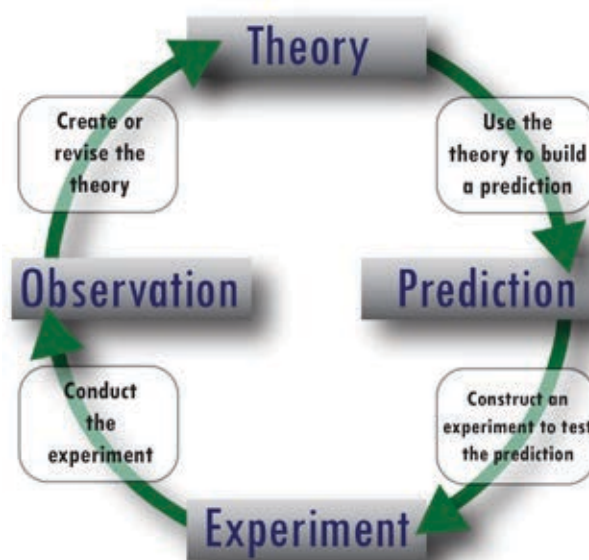 Theory
Create or
revise the
theory
Use the
theory to build
a prediction
Observation
Prediction
Conduct
the
experiment
Construct an
experiment to test
the prediction
Experiment